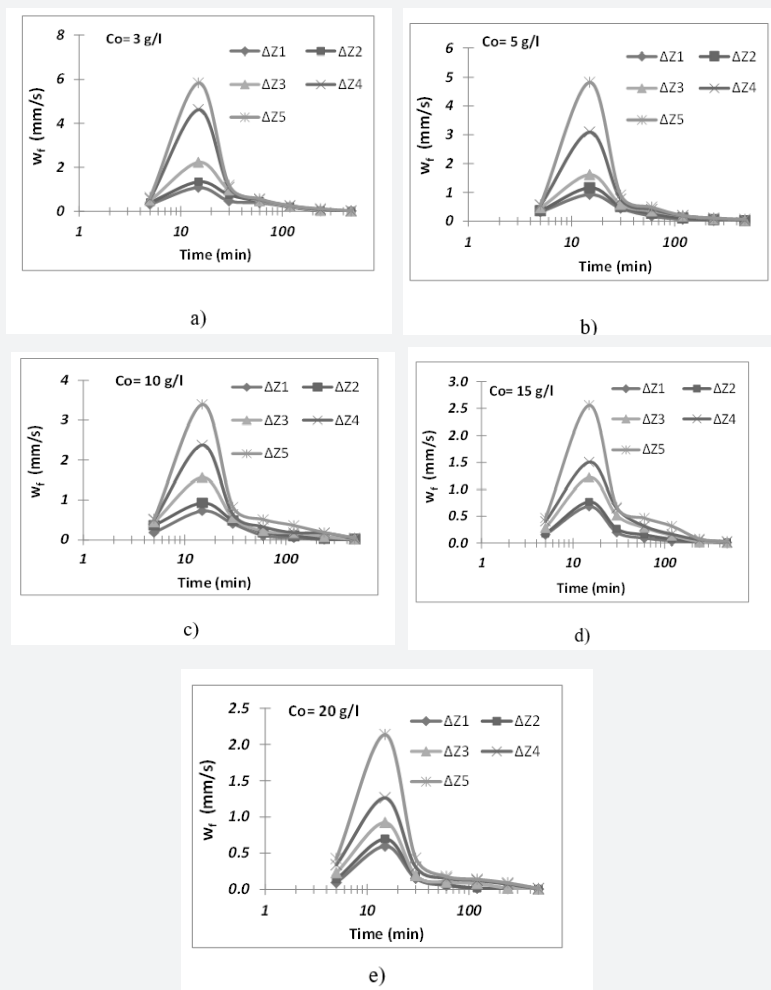 Co= 3 g/l
ΔZ1 ΔZ2
ΔZ3 ΔZ4
ΔZ5
8
6
4
2
0
w_f (mm/s)
1 10 100
Time (min)
a)
Co= 5 g/l
ΔZ1 ΔZ2
ΔZ3 ΔZ4
ΔZ5
6
5
4
3
2
1
0
w_f (mm/s)
1 10 100
Time (min)
b)
Co= 10 g/l
ΔZ1 ΔZ2
ΔZ3 ΔZ4
ΔZ5
4
3
2
1
0
w_f (mm/s)
1 10 100
Time (min)
c)
Co= 15 g/l
ΔZ1 ΔZ2
ΔZ3 ΔZ4
ΔZ5
3.0
2.5
2.0
1.5
1.0
0.5
0.0
w_f (mm/s)
1 10 100
Time (min)
d)
Co= 20 g/l
ΔZ1 ΔZ2
ΔZ3 ΔZ4
ΔZ5
2.5
2.0
1.5
1.0
0.5
0.0
w_f (mm/s)
1 10 100
Time (min)
e)